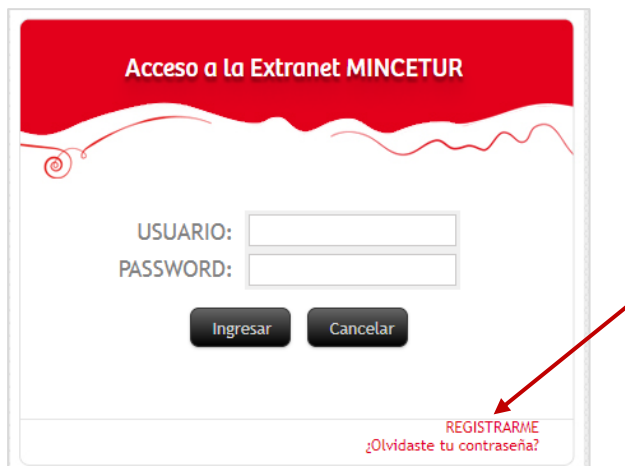 Acceso a la Extranet MINCETUR
USUARIO:
PASSWORD:
Ingresar Cancelar
REGISTRARME
¿Olvidaste tu contraseña?